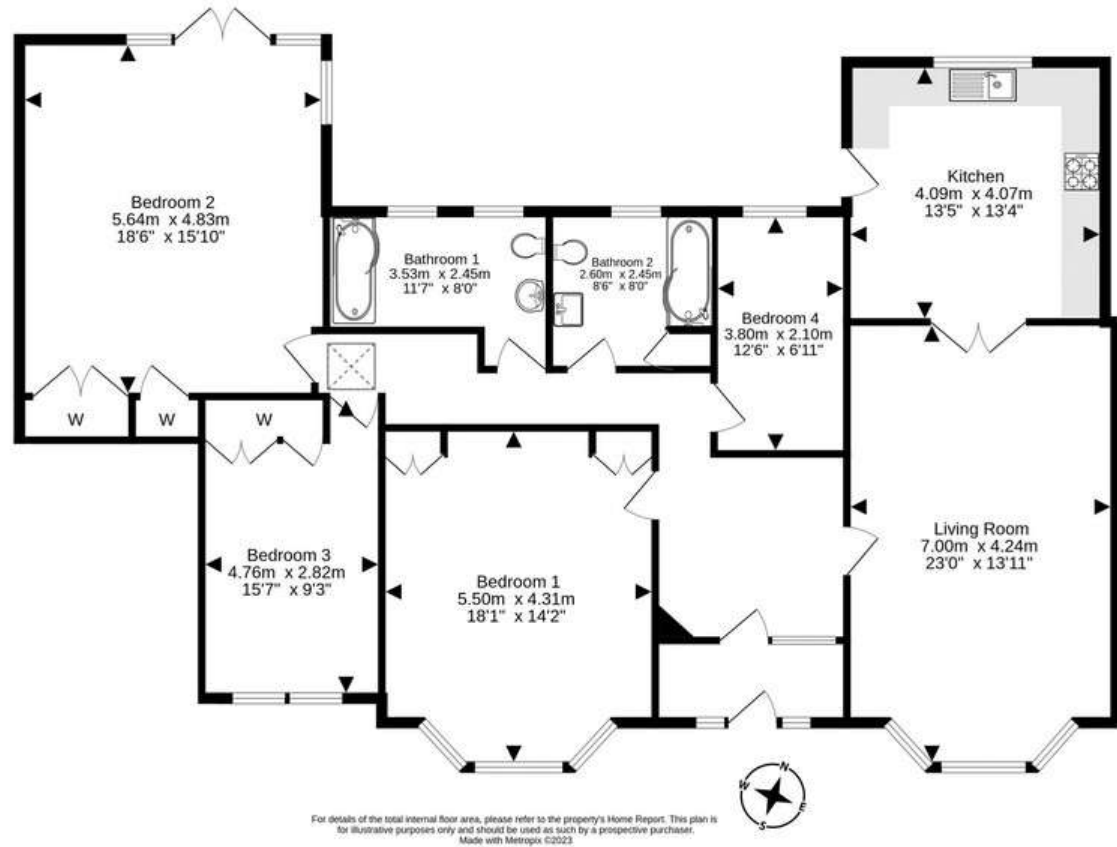 Bedroom 2
5.64m x 4.83m
18'6" x 15'10"
Kitchen
4.09m x 4.07m
13'5" x 13'4"
Bathroom 1
3.53m x 2.45m
11'7" x 8'0"
Bathroom 2
2.60m x 2.45m
8'6" x 8'0"
Bedroom 4
3.80m x 2.10m
12'6" x 6'11"
W
W
W
Bedroom 3
4.76m x 2.82m
15'7" x 9'3"
Bedroom 1
5.50m x 4.31m
18'1" x 14'2"
Living Room
7.00m x 4.24m
23'0" x 13'11"
N
W
E
S
For details of the total internal floor area, please refer to the property's Home Report. This plan is
for illustrative purposes only and should be used as such by a prospective purchaser.
Made with Metropix ©2023